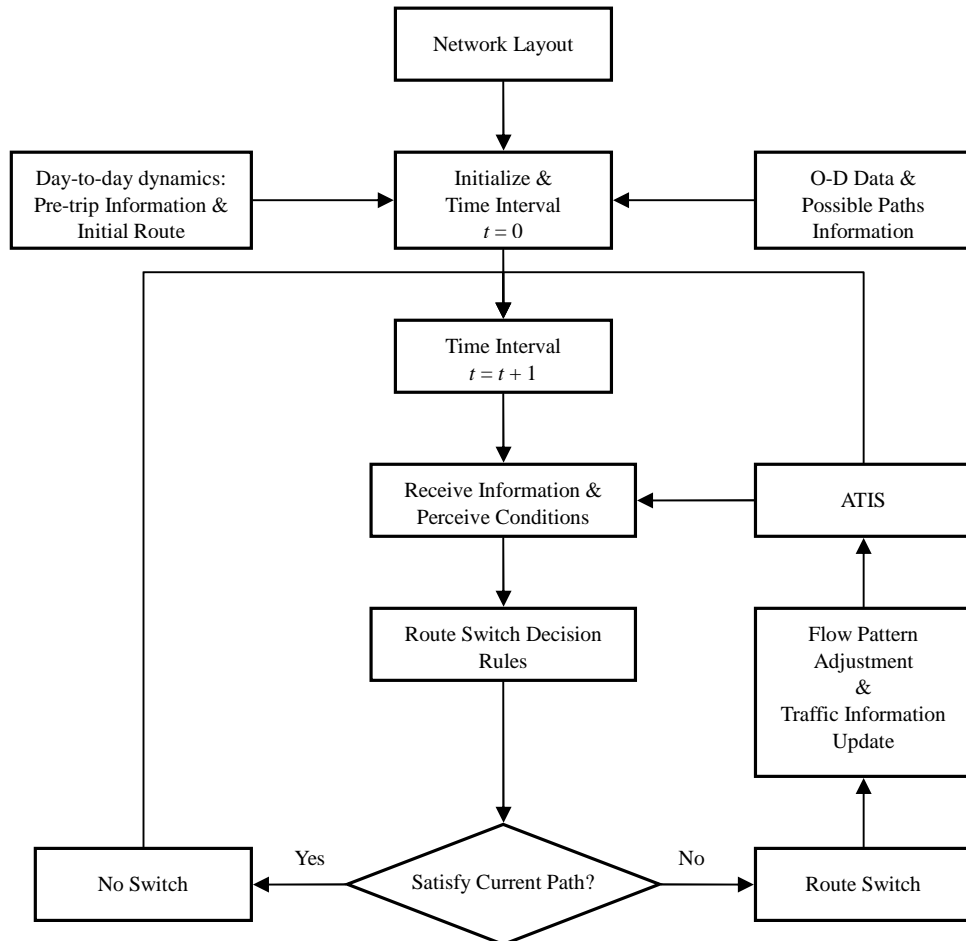 Network Layout
Day-to-day dynamics:
Pre-trip Information &
Initial Route
Initialize &
Time Interval
t = 0
O-D Data &
Possible Paths
Information
Time Interval
t = t + 1
Receive Information &
Perceive Conditions
ATIS
Route Switch Decision
Rules
Flow Pattern
Adjustment
&
Traffic Information
Update
Yes
No
No Switch
Satisfy Current Path?
Route Switch